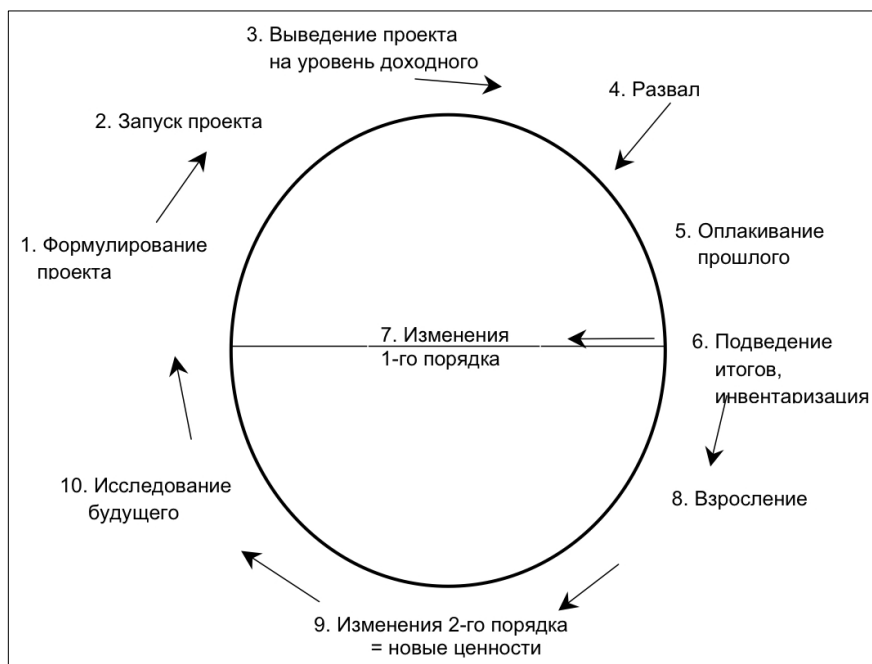 3. Выведение проекта
на уровень доходного
4. Развал
2. Запуск проекта
1. Формулирование
проекта
5. Оплакивание
прошлого
7. Изменения
1-го порядка
6. Подведение
итогов,
инвентаризация
10. Исследование
будущего
8. Взросление
9. Изменения 2-го порядка
= новые ценности